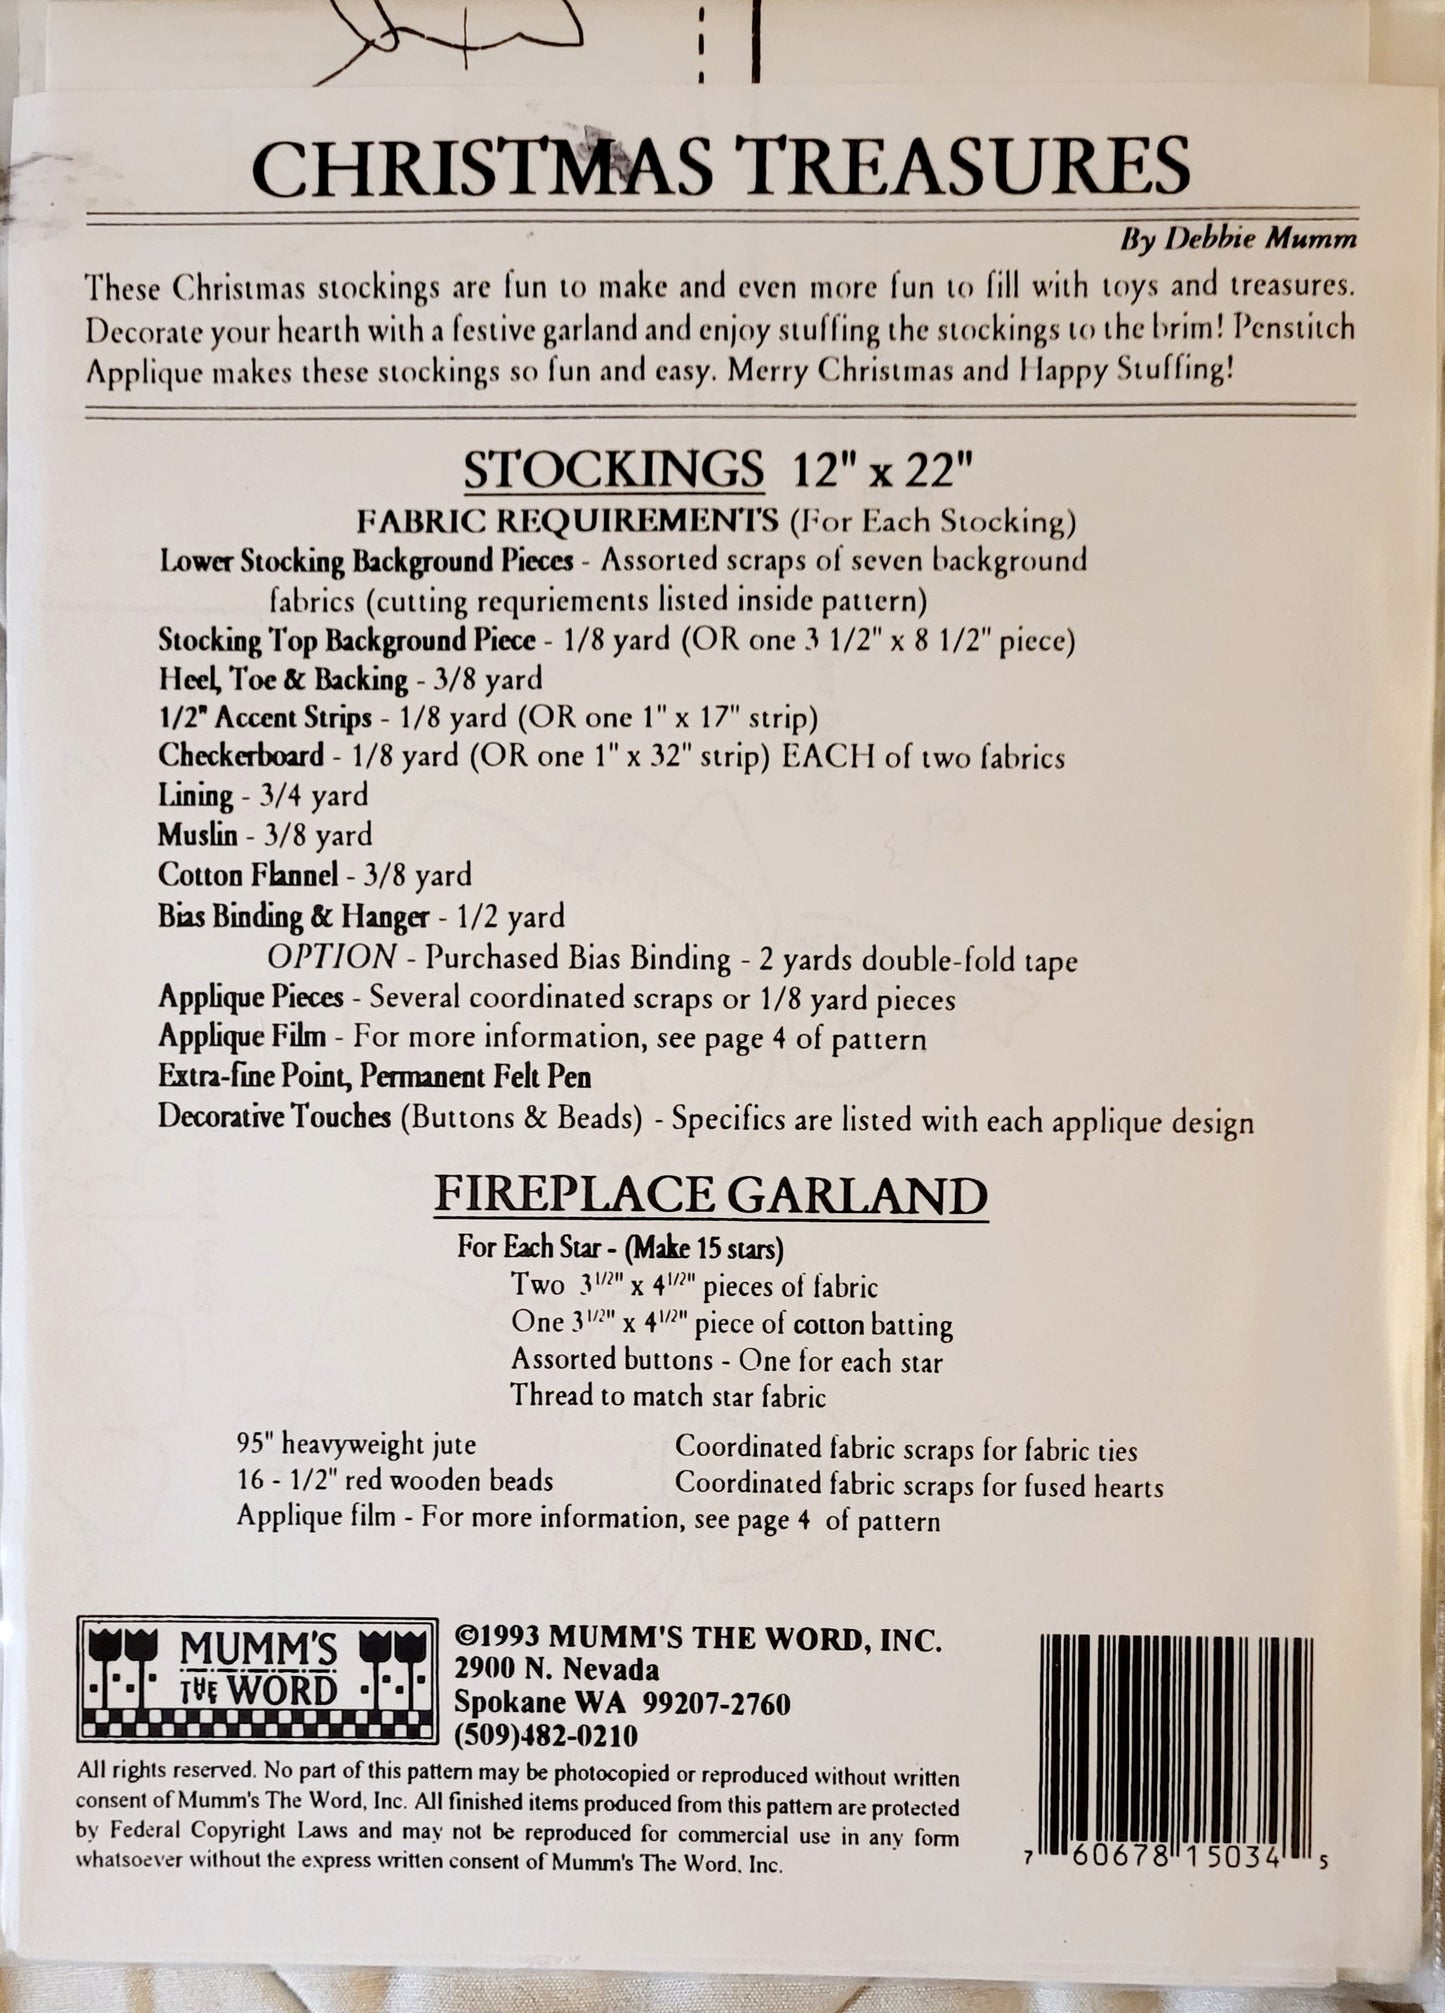 CHRISTMAS TREASURES
By Debbie Mumm
These Christmas stockings are fun to make and even more fun to fill with toys and treasures.
Decorate your hearth with a festive garland and enjoy stuffing the stockings to the brim! Penstitch
Applique makes these stockings so fun and easy. Merry Christmas and Happy Stuffing!
STOCKINGS 12" x 22"
FABRIC REQUIREMENTS (For Each Stocking)
Lower Stocking Background Pieces - Assorted scraps of seven background
fabrics (cutting requriements listed inside pattern)
Stocking Top Background Piece - 1/8 yard (OR one 3 1/2" x 8 1/2" piece)
Heel, Toe & Backing - 3/8 yard
1/2" Accent Strips - 1/8 yard (OR one 1" x 17" strip)
Checkerboard - 1/8 yard (OR one 1" x 32" strip) EACH of two fabrics
Lining - 3/4 yard
Muslin - 3/8 yard
Cotton Flannel - 3/8 yard
Bias Binding & Hanger - 1/2 yard
OPTION - Purchased Bias Binding - 2 yards double-fold tape
Applique Pieces - Several coordinated scraps or 1/8 yard pieces
Applique Film - For more information, see page 4 of pattern
Extra-fine Point, Permanent Felt Pen
Decorative Touches (Buttons & Beads) - Specifics are listed with each applique design
FIREPLACE GARLAND
For Each Star - (Make 15 stars)
Two 3 1/2" x 4 1/2" pieces of fabric
One 3 1/2" x 4 1/2" piece of cotton batting
Assorted buttons - One for each star
Thread to match star fabric
95" heavyweight jute
16 - 1/2" red wooden beads
Coordinated fabric scraps for fabric ties
Coordinated fabric scraps for fused hearts
Applique film - For more information, see page 4 of pattern
MUMM'S
THE WORD
©1993 MUMM'S THE WORD, INC.
2900 N. Nevada
Spokane WA 99207-2760
(509)482-0210
All rights reserved. No part of this pattern may be photocopied or reproduced without written
consent of Mumm's The Word, Inc. All finished items produced from this pattern are protected
by Federal Copyright Laws and may not be reproduced for commercial use in any form
whatsoever without the express written consent of Mumm's The Word, Inc.
7 60678 15034 5